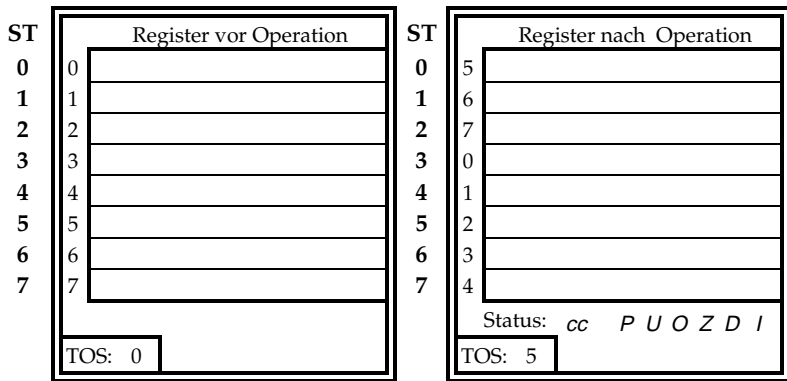 ST Register vor Operation ST Register nach Operation
0 0 0 5
1 1 1 6
2 2 2 7
3 3 3 0
4 4 4 1
5 5 5 2
6 6 6 3
7 7 7 4
Status: cc P U O Z D I
TOS: 0 TOS: 5